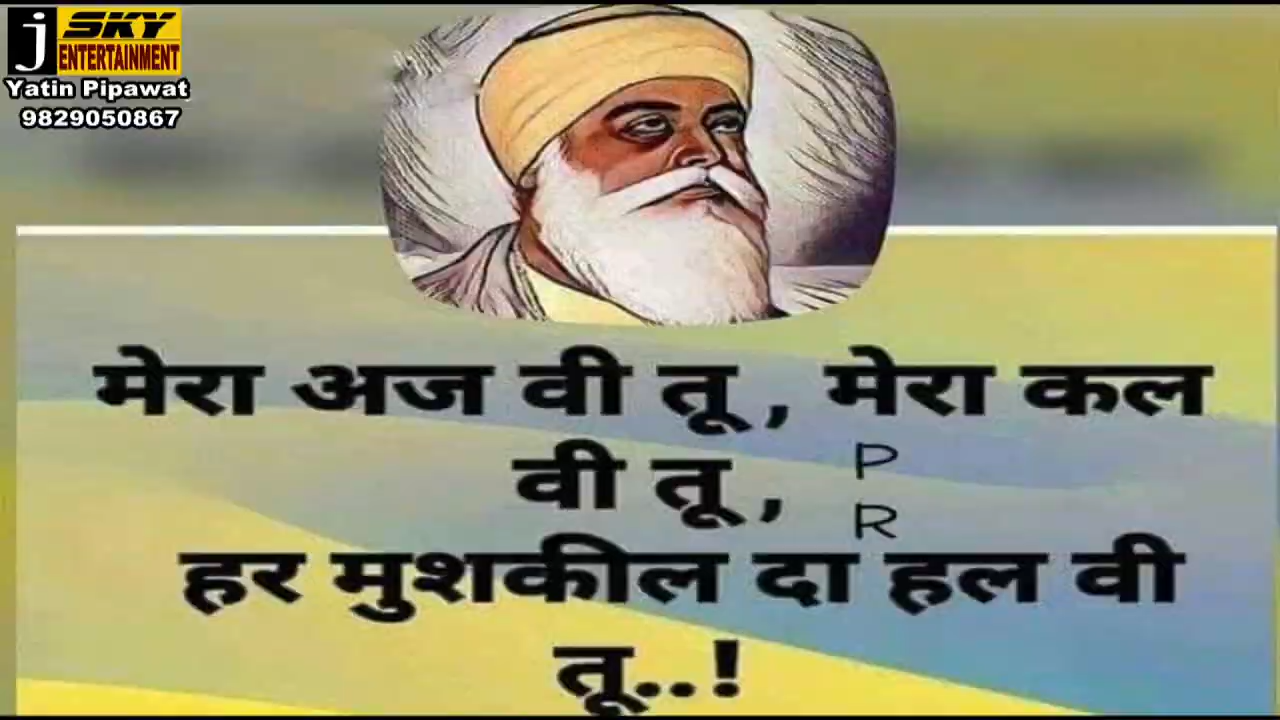 j SKY
ENTERTAINMENT
Yatin Pipawat
9829050867
मेरा अज वी तू , मेरा कल
वी तू ,
P
R
हर मुशकील दा हल वी
तू..!